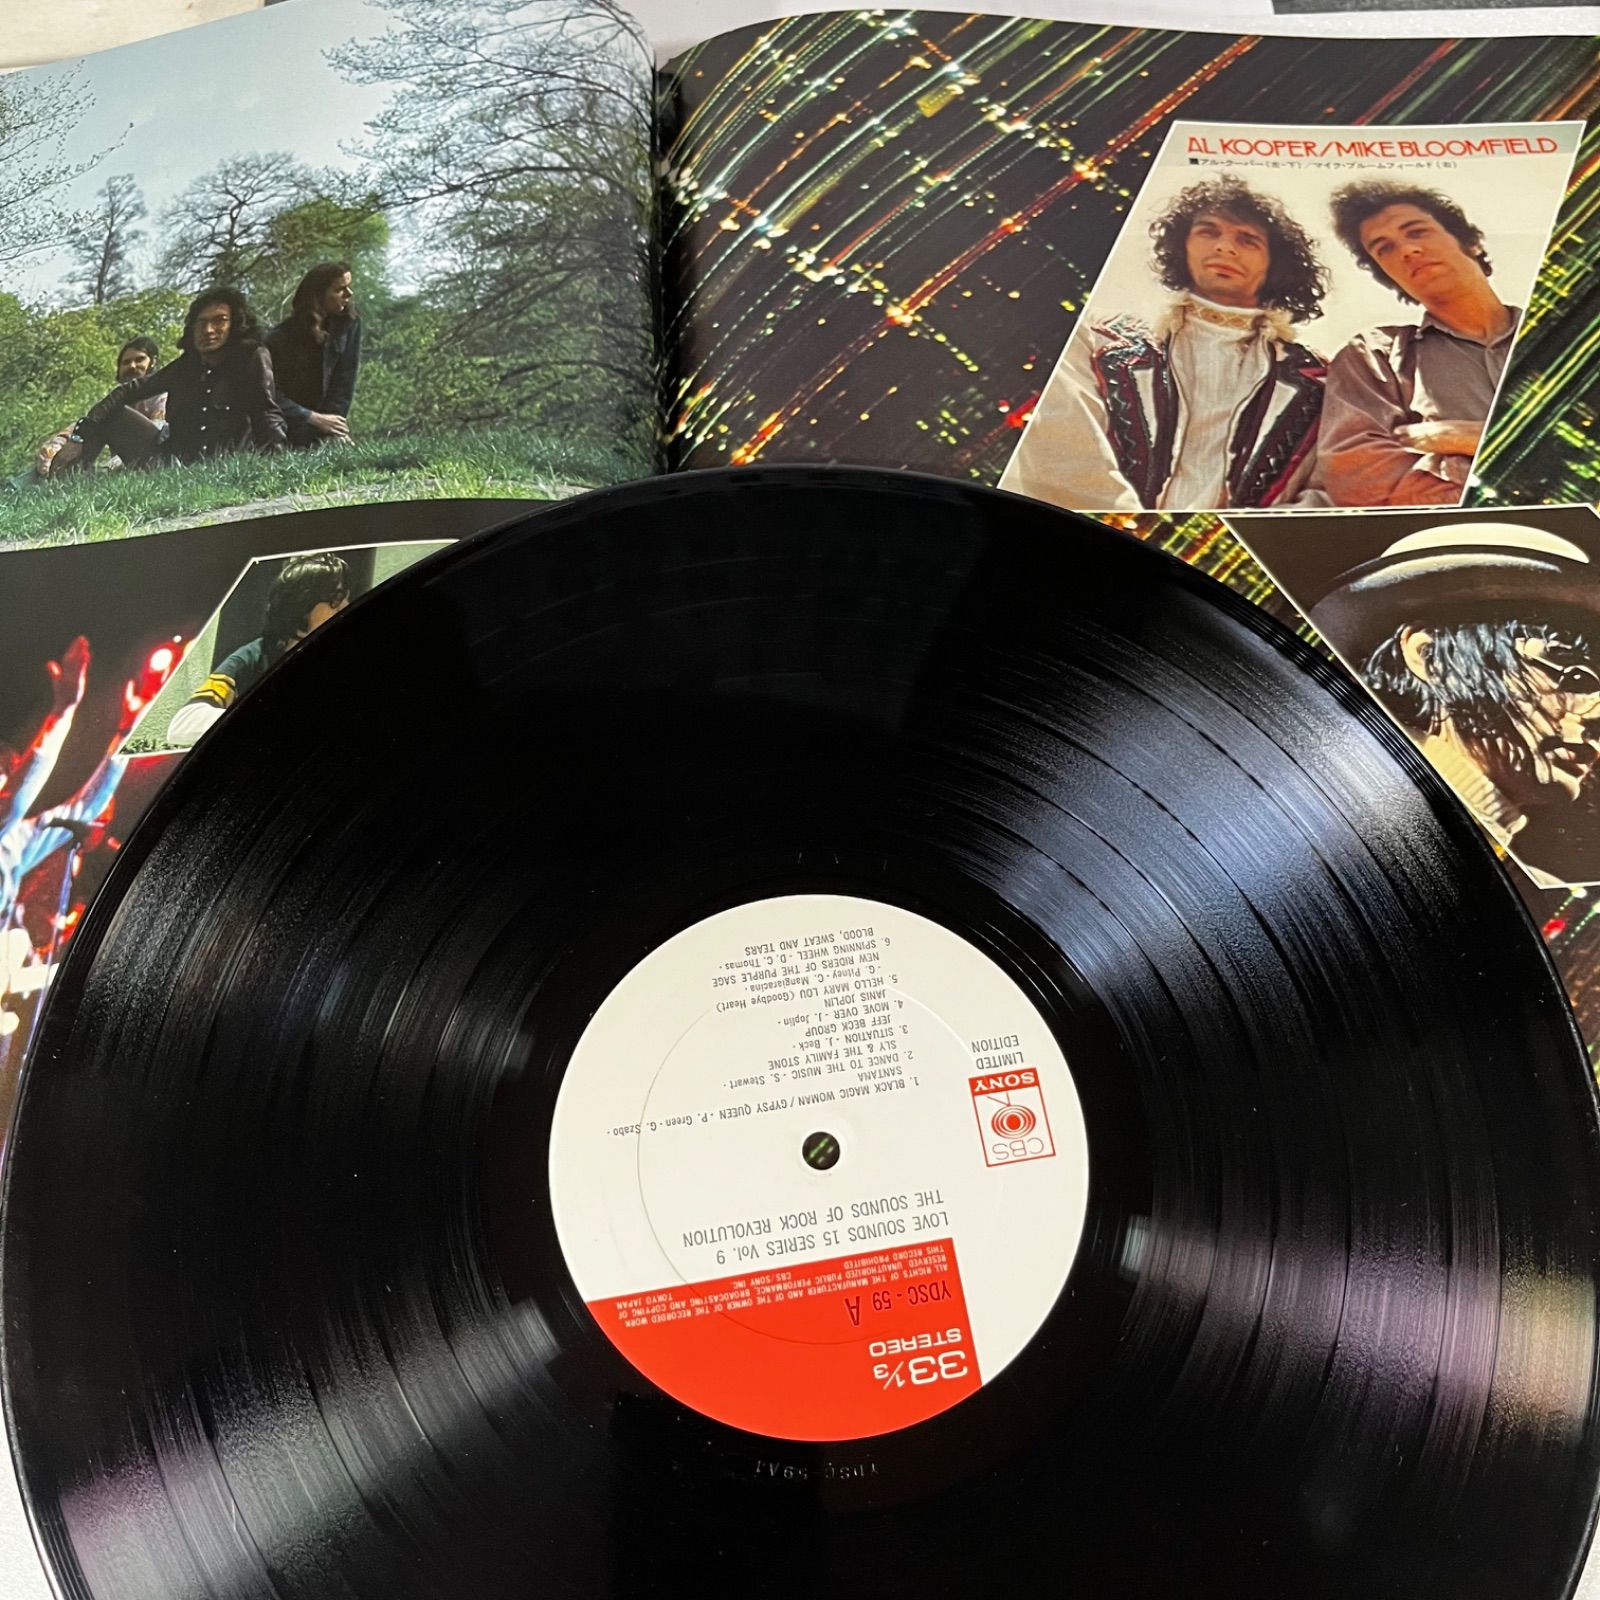 AL KOOPER/MIKE BLOOMFIELD
■アル・クーパー(左・下)/マイク・ブルームフィールド(右)
33 1/3
STEREO
YDSC - 59 A
ALL RIGHTS OF THE MANUFACTURER AND OF THE OWNER OF THE RECORDED WORK
RESERVED UNAUTHORIZED PUBLIC PERFORMANCE, BROADCASTING AND COPYING OF
THIS RECORD PROHIBITED CBS/SONY INC. TOKYO JAPAN.
LOVE SOUNDS 15 SERIES Vol. 9
THE SOUNDS OF ROCK REVOLUTION
CBS
SONY
LIMITED
EDITION
1. BLACK MAGIC WOMAN / GYPSY QUEEN - P. Green - G. Szabo -
SANTANA
2. DANCE TO THE MUSIC - S. Stewart -
SLY & THE FAMILY STONE
3. SITUATION - J. Beck -
JEFF BECK GROUP
4. MOVE OVER - J. Joplin -
JANIS JOPLIN
5. HELLO MARY LOU (Goodbye Heart)
- G. Pitney - C. Mangiaracina -
NEW RIDERS OF THE PURPLE SAGE
6. SPINNING WHEEL - D.C. Thomas -
BLOOD, SWEAT AND TEARS
YDSC-59A1